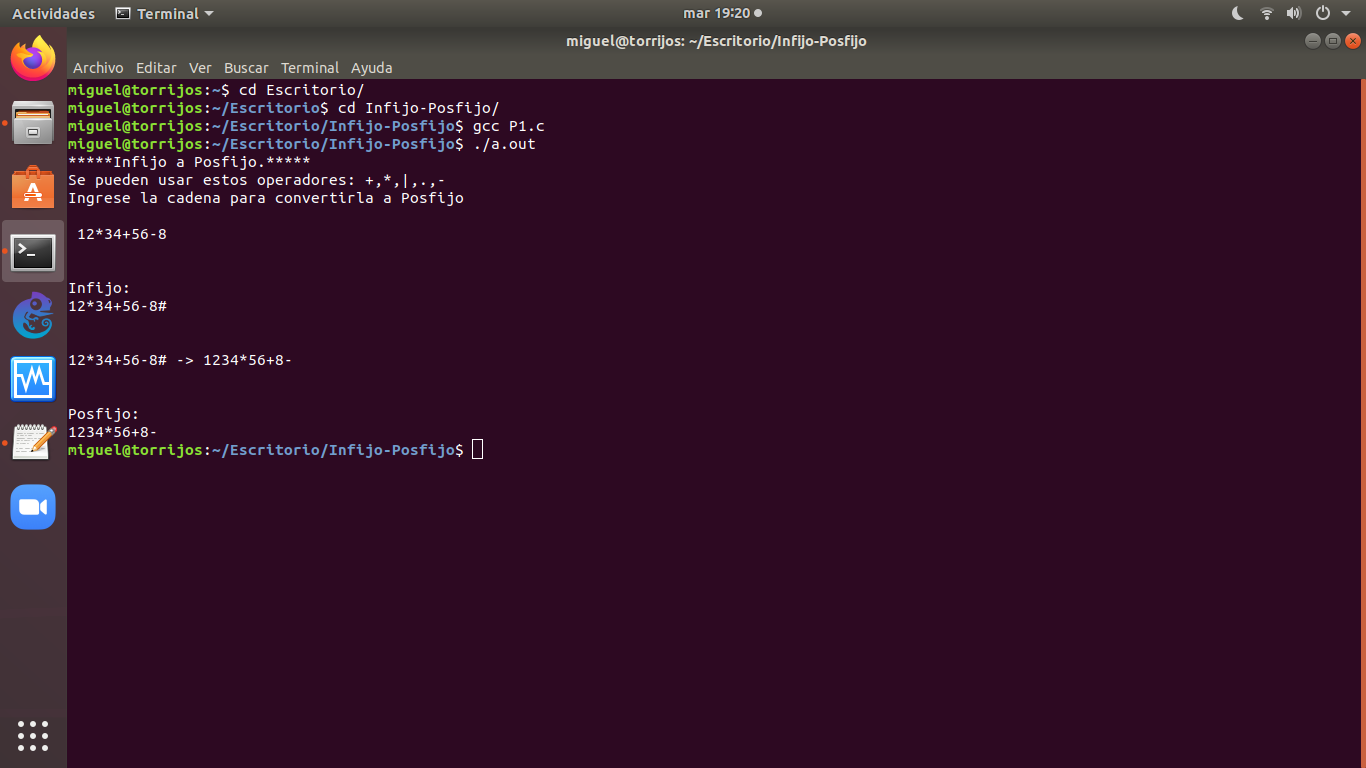 Actividades Terminal mar 19:20
miguel@torrijos: ~/Escritorio/Infijo-Posfijo
Archivo Editar Ver Buscar Terminal Ayuda
miguel@torrijos:~$ cd Escritorio/
miguel@torrijos:~/Escritorio$ cd Infijo-Posfijo/
miguel@torrijos:~/Escritorio/Infijo-Posfijo$ gcc P1.c
miguel@torrijos:~/Escritorio/Infijo-Posfijo$ ./a.out
*****Infijo a Posfijo.*****
Se pueden usar estos operadores: +,*,|,.,-
Ingrese la cadena para convertirla a Posfijo
12*34+56-8
Infijo:
12*34+56-8#
12*34+56-8# -> 1234*56+8-
Posfijo:
1234*56+8-
miguel@torrijos:~/Escritorio/Infijo-Posfijo$